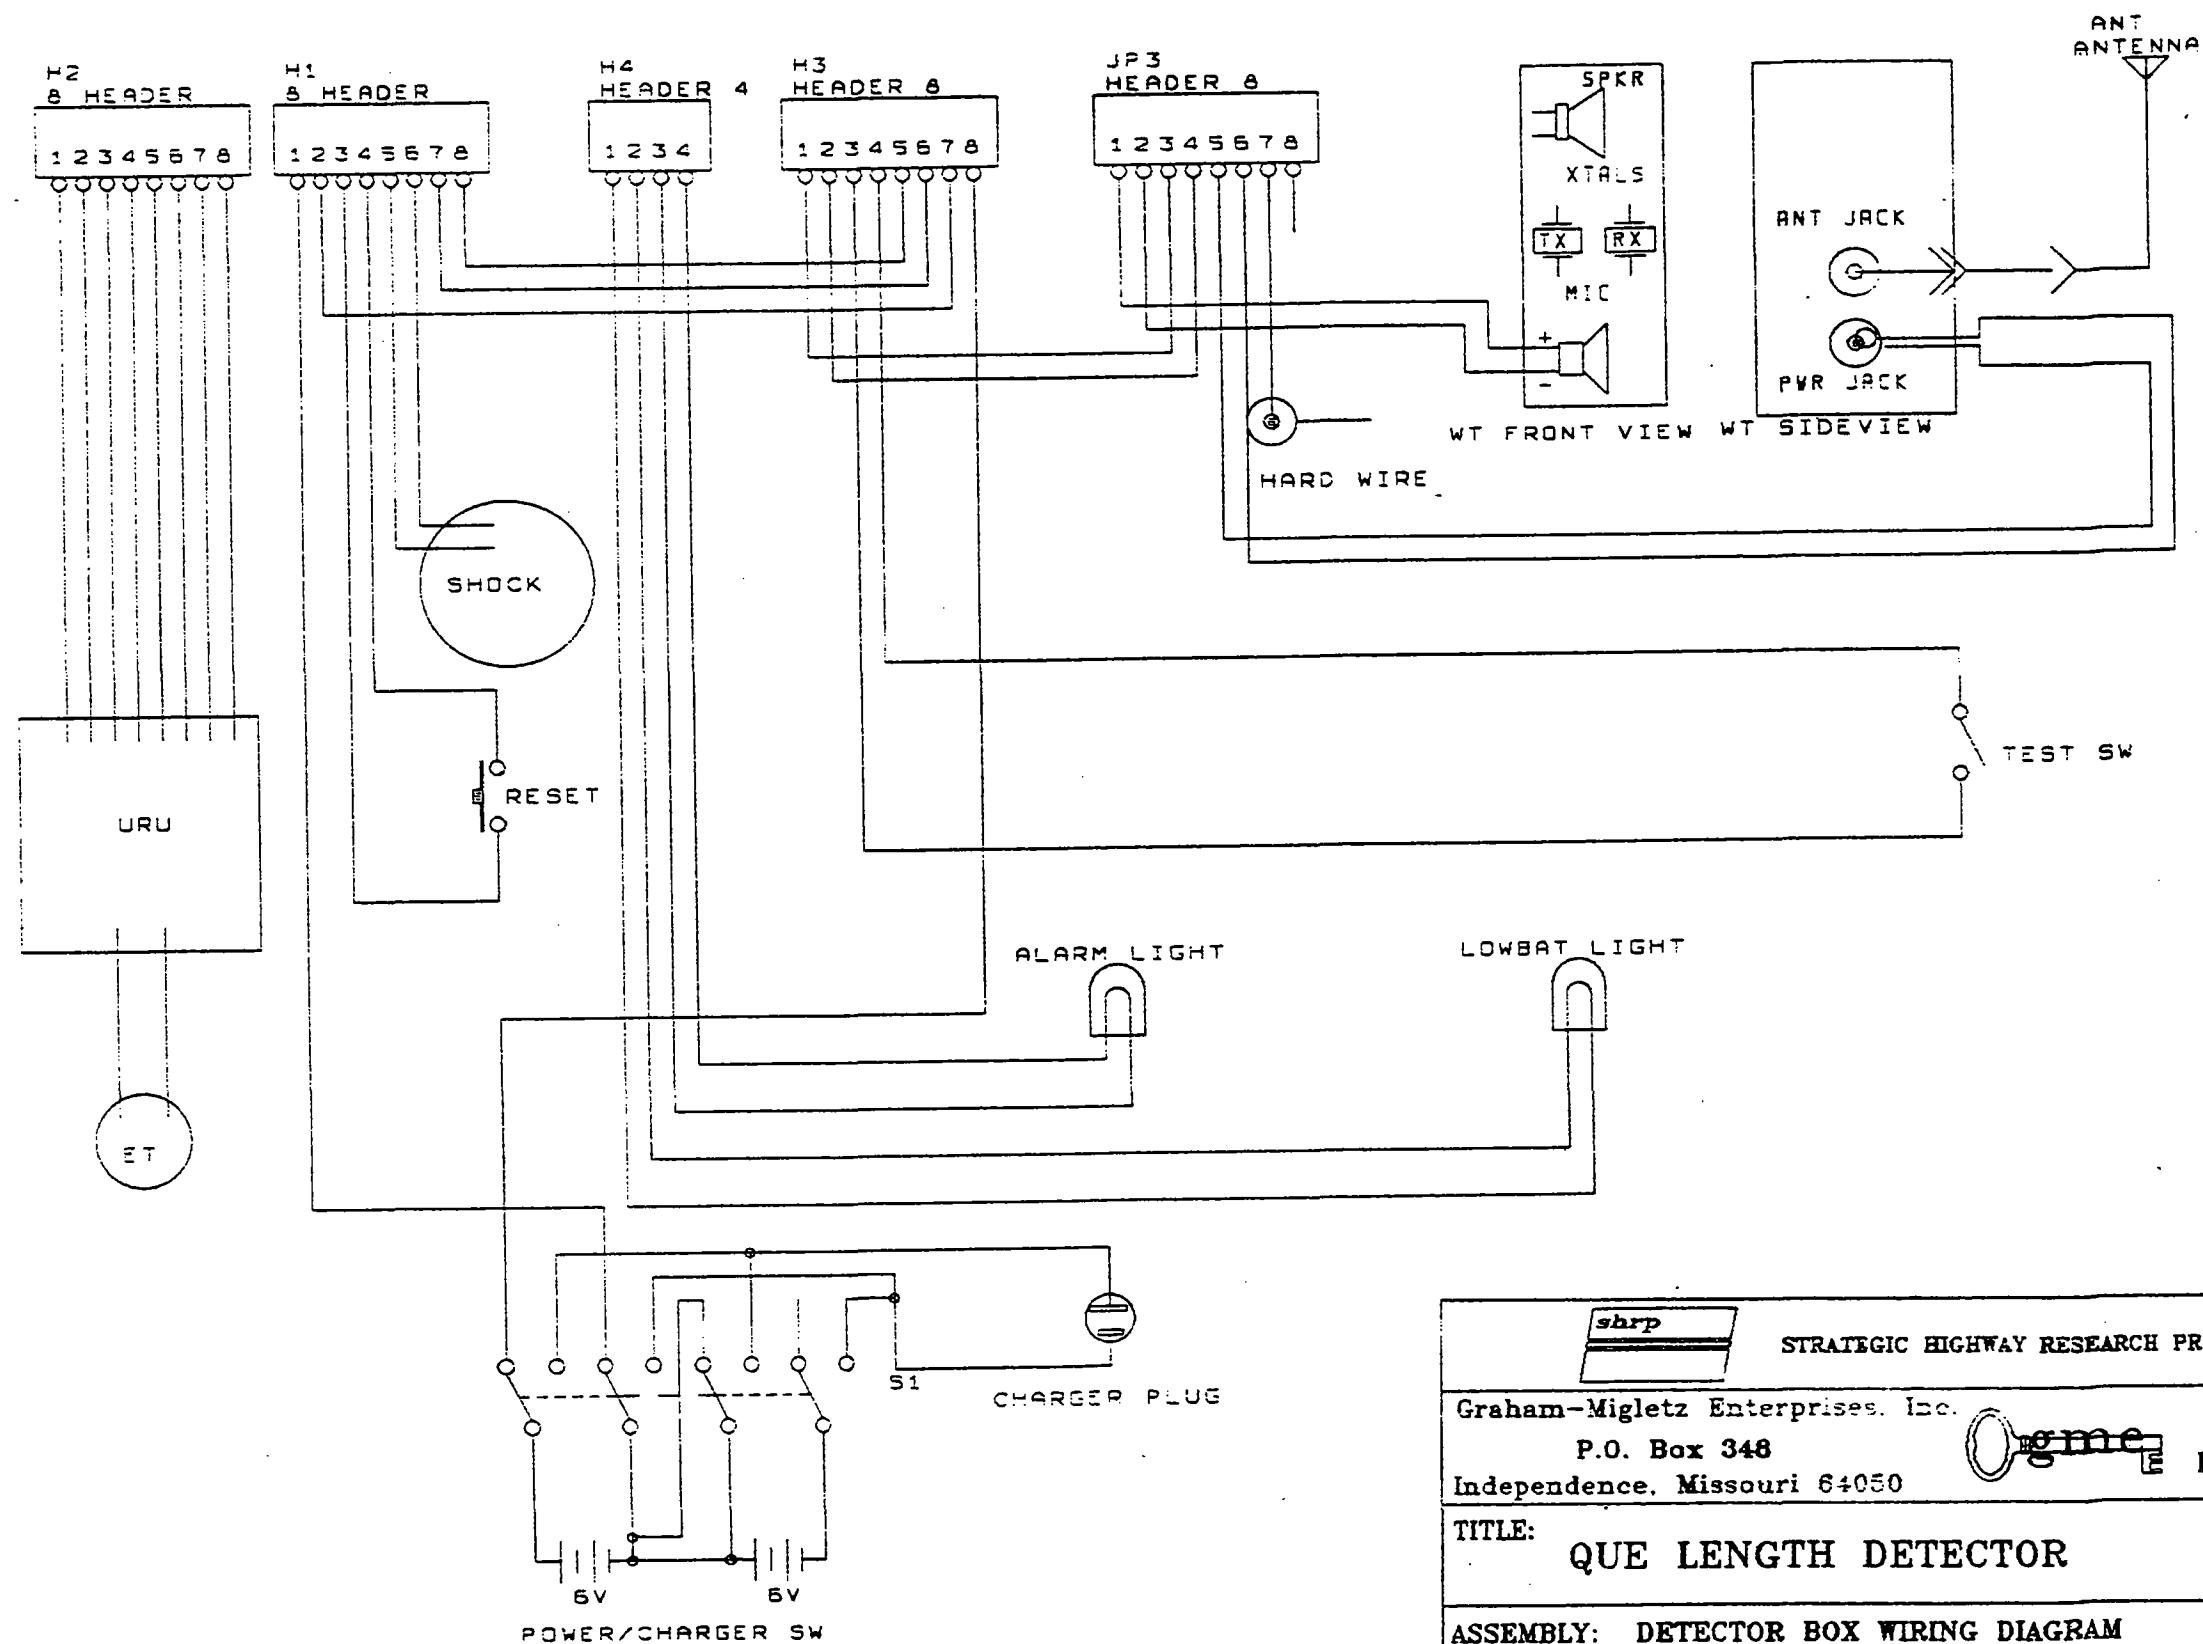 ANT
ANTENNA
H2
8 HEADER
1 2 3 4 5 6 7 8
H1
8 HEADER
1 2 3 4 5 6 7 8
H4
HEADER 4
1 2 3 4
H3
HEADER 8
1 2 3 4 5 6 7 8
JP3
HEADER 8
1 2 3 4 5 6 7 8
SPKR
XTALS
TX
RX
MIC
+
-
WT FRONT VIEW
ANT JACK
PWR JACK
WT SIDEVIEW
HARD WIRE
SHOCK
RESET
TEST SW
URU
ET
ALARM LIGHT
LOWBAT LIGHT
S1
CHARGER PLUG
6V
6V
POWER/CHARGER SW
shrp
STRATEGIC HIGHWAY RESEARCH PR
Graham-Migletz Enterprises, Inc.
P.O. Box 348
Independence, Missouri 64050
gme
TITLE:
QUE LENGTH DETECTOR
ASSEMBLY: DETECTOR BOX WIRING DIAGRAM